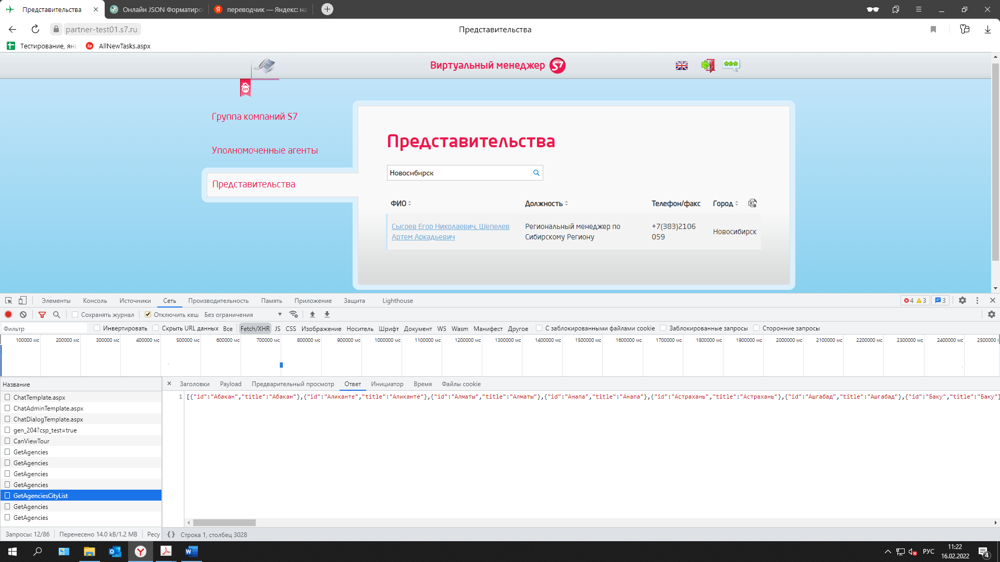 Представительства
Онлайн JSON Форматиро
переводчик — Яндекс: на
partner-test01.s7.ru
Представительства
Тестирование, янв
Sp
AllNewTasks.aspx
Виртуальный менеджер S7
ВМ
Группа компаний S7
Уполномоченные агенты
Представительства
Представительства
Новосибирск
ФИО
Должность
Телефон/факс
Город
Сысоев Егор Николаевич, Шепелев
Артем Аркадьевич
Региональный менеджер по
Сибирскому Региону
+7(383)2106
059
Новосибирск
Элементы
Консоль
Источники
Сеть
Производительность
Память
Приложение
Защита
Lighthouse
4
3
3
Сохранять журнал
Отключить кеш
Без ограничения
Фильтр
Инвертировать
Скрыть URL данных
Все
Fetch/XHR
JS
CSS
Изображение
Носитель
Шрифт
Документ
WS
Wasm
Манифест
Другое
С заблокированными файлами cookie
Заблокированные запросы
Сторонние запросы
100000 мс
200000 мс
300000 мс
400000 мс
500000 мс
600000 мс
700000 мс
800000 мс
900000 мс
1000000 мс
1100000 мс
1200000 мс
1300000 мс
1400000 мс
1500000 мс
1600000 мс
1700000 мс
1800000 мс
1900000 мс
2000000 мс
2100000 мс
2200000 мс
2300000 мс
2400000 мс
2500000
Название
Заголовки
Payload
Предварительный просмотр
Ответ
Инициатор
Время
Файлы cookie
ChatTemplate.aspx
ChatAdminTemplate.aspx
ChatDialogTemplate.aspx
gen_204?csp_test=true
CanViewTour
GetAgencies
GetAgencies
GetAgencies
GetAgencies
GetAgenciesCityList
GetAgencies
GetAgencies
1 [{"id":"Абакан","title":"Абакан"},{"id":"Аликанте","title":"Аликанте"},{"id":"Алматы","title":"Алматы"},{"id":"Анапа","title":"Анапа"},{"id":"Астрахань","title":"Астрахань"},{"id":"Ашгабад","title":"Ашгабад"},{"id":"Баку","title":"Баку"}
Запросы: 12/86
Перенесено 14.0 kB/1.2 MB
Ресу
{ } Строка 1, столбец 3028
РУС
11:22
16.02.2022
4